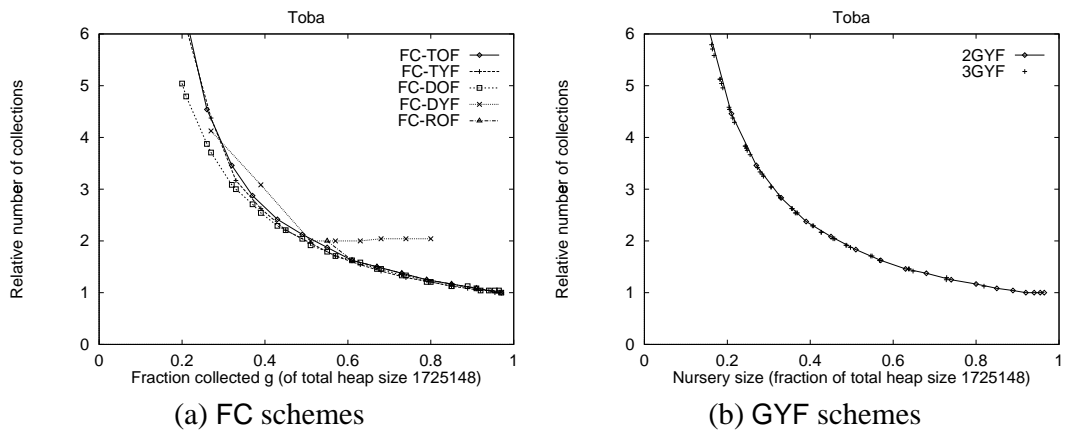 Toba
Relative number of collections
6
5
4
3
2
1
0
0
0.2
0.4
0.6
0.8
1
Fraction collected g (of total heap size 1725148)
FC-TOF
FC-TYF
FC-DOF
FC-DYF
FC-ROF
(a) FC schemes
Toba
Relative number of collections
6
5
4
3
2
1
0
0
0.2
0.4
0.6
0.8
1
Nursery size (fraction of total heap size 1725148)
2GYF
3GYF
(b) GYF schemes